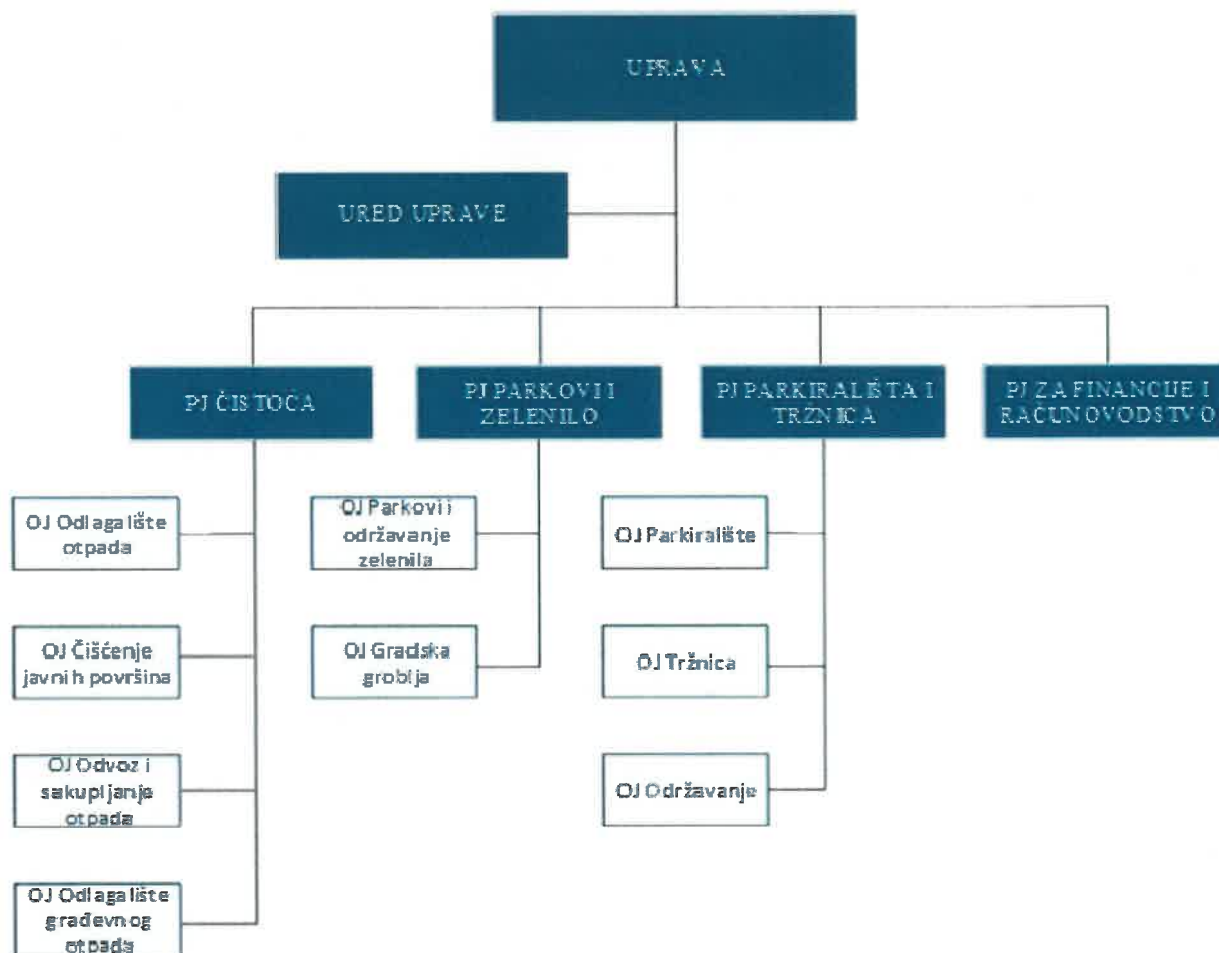 UPRAVA
URED UPRAVE
PJ ČISTOĆA
PJ PARKOVI I
ZELENILO
PJ PARKIRALIŠTA I
TRŽNICA
PJ ZA FINANCIJE I
RAČUNOVODSTVO
OJ Odlagalište
otpada
OJ Čišćenje
javnih površina
OJ Odvoz i
sakupljanje
otpada
OJ Odlagalište
građevnog
otpada
OJ Parkovi i
održavanje
zelenila
OJ Gradska
groblja
OJ Parkiralište
OJ Tržnica
OJ Održavanje